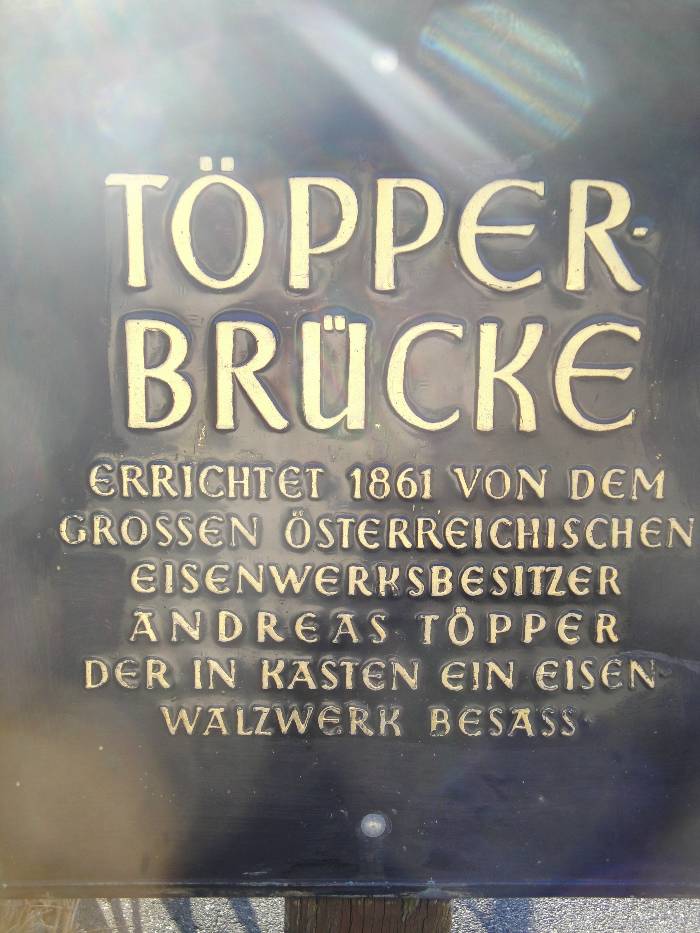 TÖPPER-
BRÜCKE
ERRICHTET 1861 VON DEM
GROSSEN ÖSTERREICHISCHEN
EISENWERKSBESITZER
ANDREAS TÖPPER
DER IN KASTEN EIN EISEN-
WALZWERK BESASS